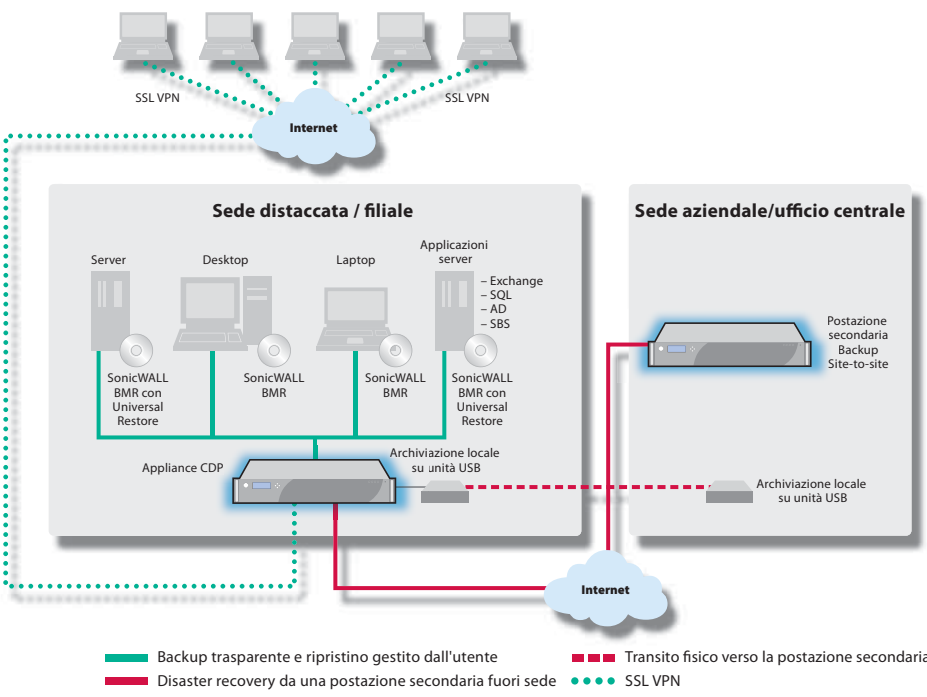 SSL VPN
SSL VPN
Internet
Sede distaccata / filiale
Sede aziendale/ufficio centrale
Server
Desktop
Laptop
Applicazioni
server
– Exchange
– SQL
– AD
– SBS
SonicWALL
BMR con
Universal
Restore
SonicWALL
BMR
SonicWALL
BMR
SonicWALL
BMR con
Universal
Restore
Postazione
secondaria
Backup
Site-to-site
Appliance CDP
Archiviazione locale
su unità USB
Archiviazione locale
su unità USB
Internet
Backup trasparente e ripristino gestito dall'utente
Transito fisico verso la postazione secondaria
Disaster recovery da una postazione secondaria fuori sede
SSL VPN